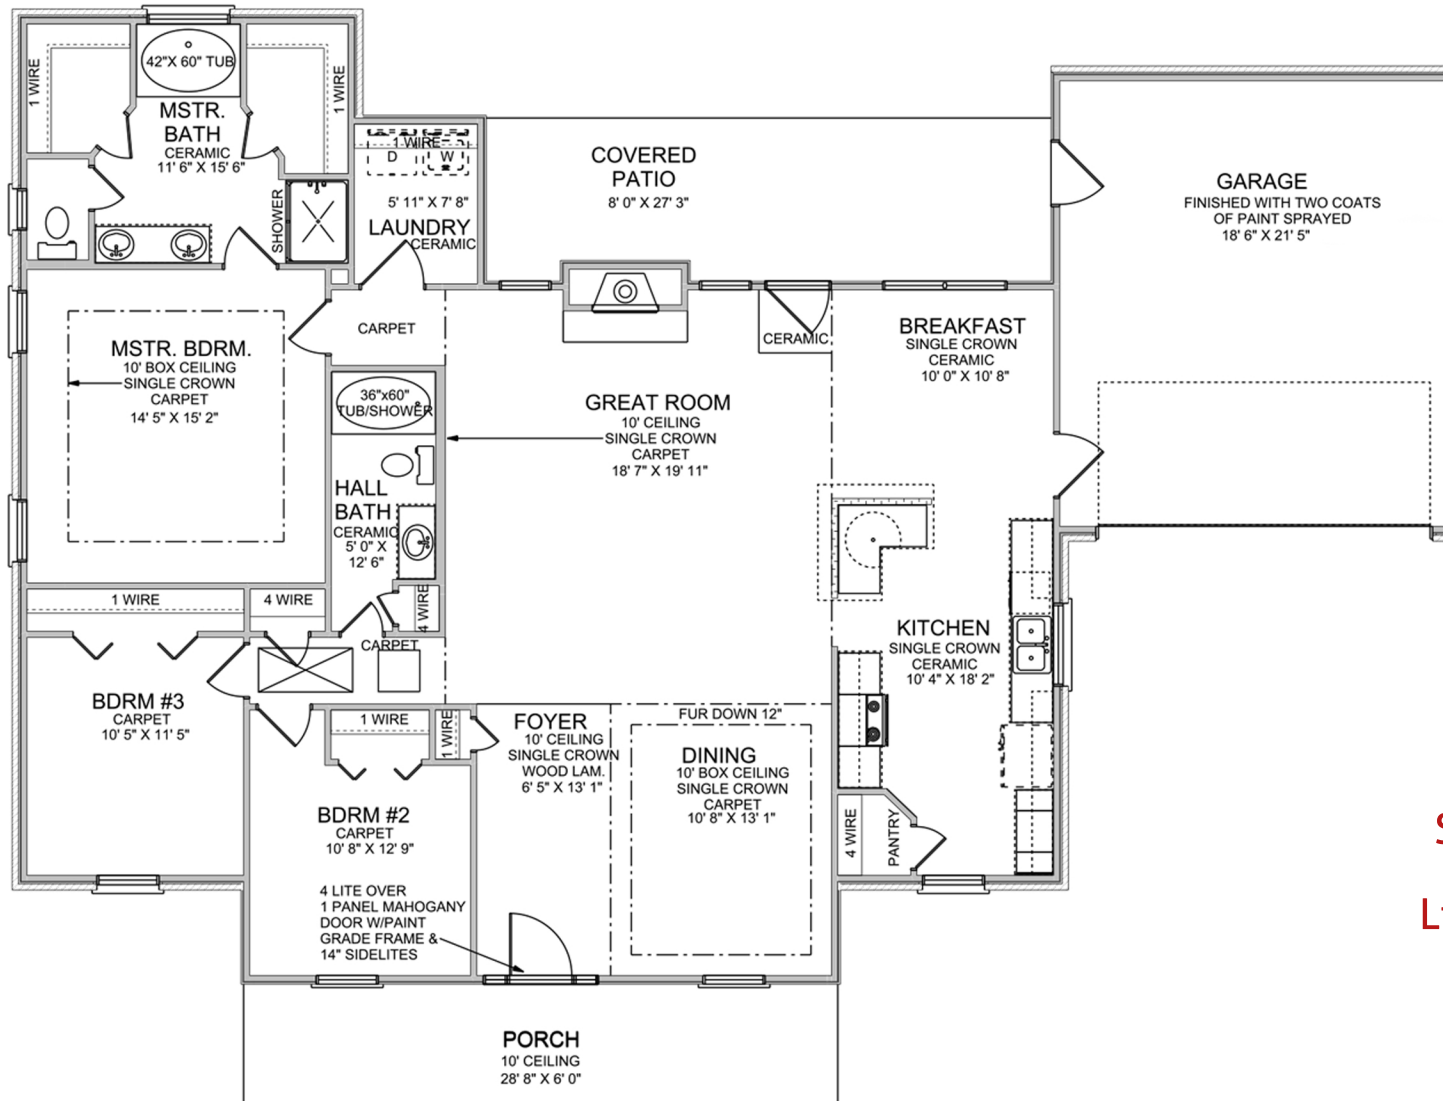 42"X 60" TUB
1 WIRE
1 WIRE
MSTR.
BATH
CERAMIC
11' 6" X 15' 6"
SHOWER
1 WIRE
D
W
5' 11" X 7' 8"
LAUNDRY
CERAMIC
COVERED
PATIO
8' 0" X 27' 3"
GARAGE
FINISHED WITH TWO COATS
OF PAINT SPRAYED
18' 6" X 21' 5"
MSTR. BDRM.
10' BOX CEILING
SINGLE CROWN
CARPET
14' 5" X 15' 2"
CARPET
36"x60"
TUB/SHOWER
HALL
BATH
CERAMIC
5' 0" X
12' 6"
4 WIRE
GREAT ROOM
10' CEILING
SINGLE CROWN
CARPET
18' 7" X 19' 11"
CERAMIC
BREAKFAST
SINGLE CROWN
CERAMIC
10' 0" X 10' 8"
1 WIRE
4 WIRE
CARPET
KITCHEN
SINGLE CROWN
CERAMIC
10' 4" X 18' 2"
BDRM #3
CARPET
10' 5" X 11' 5"
1 WIRE
1 WIRE
FOYER
10' CEILING
SINGLE CROWN
WOOD LAM.
6' 5" X 13' 1"
FUR DOWN 12"
DINING
10' BOX CEILING
SINGLE CROWN
CARPET
10' 8" X 13' 1"
BDRM #2
CARPET
10' 8" X 12' 9"
4 WIRE
PANTRY
4 LITE OVER
1 PANEL MAHOGANY
DOOR W/PAINT
GRADE FRAME &
14" SIDELITES
PORCH
10' CEILING
28' 8" X 6' 0"